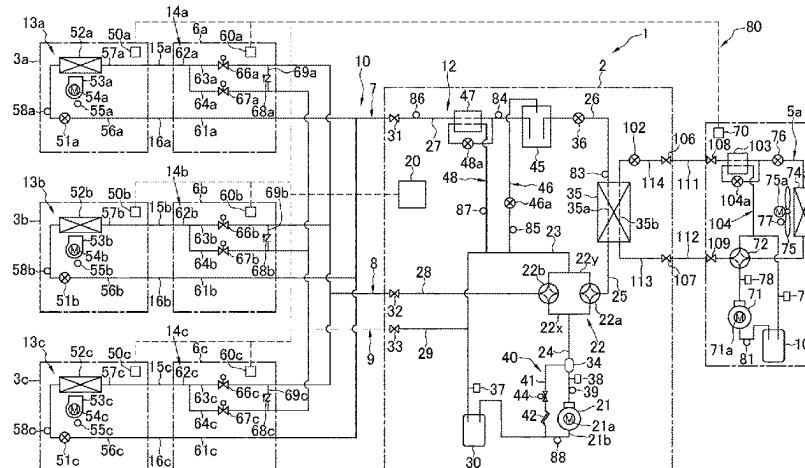 13a 52a 50a 14a 6a 60a 1
57a 15a 62a 69a 10 80
3a 53a 63a 66a 7 12 2
54a 64a 67a 68a 86 47 84 26 102 106 70 5a
58a 55a 31 27 108 103 76
51a 56a 16a 61a 48a 45 36 114 111 74
13b 52b 50b 14b 6b 60b 20 48 46 83 104a 75a
57b 15b 62b 69b 46a 35 35a 35b 104 77
3b 53b 63b 66b 87 85 112 109 75
54b 64b 67b 68b 23 72
58b 55b 8 28 22b 22y 25 113 107 78
51b 56b 16b 61b 32 22a 71
13c 52c 50c 14c 6c 60c 9 33 29 22x 22 71a
57c 15c 62c 69c 24 81
3c 53c 63c 66c 40 34
54c 64c 67c 68c 37 41 38
58c 55c 44 39 21
51c 56c 16c 61c 42 21a
30 88 21b